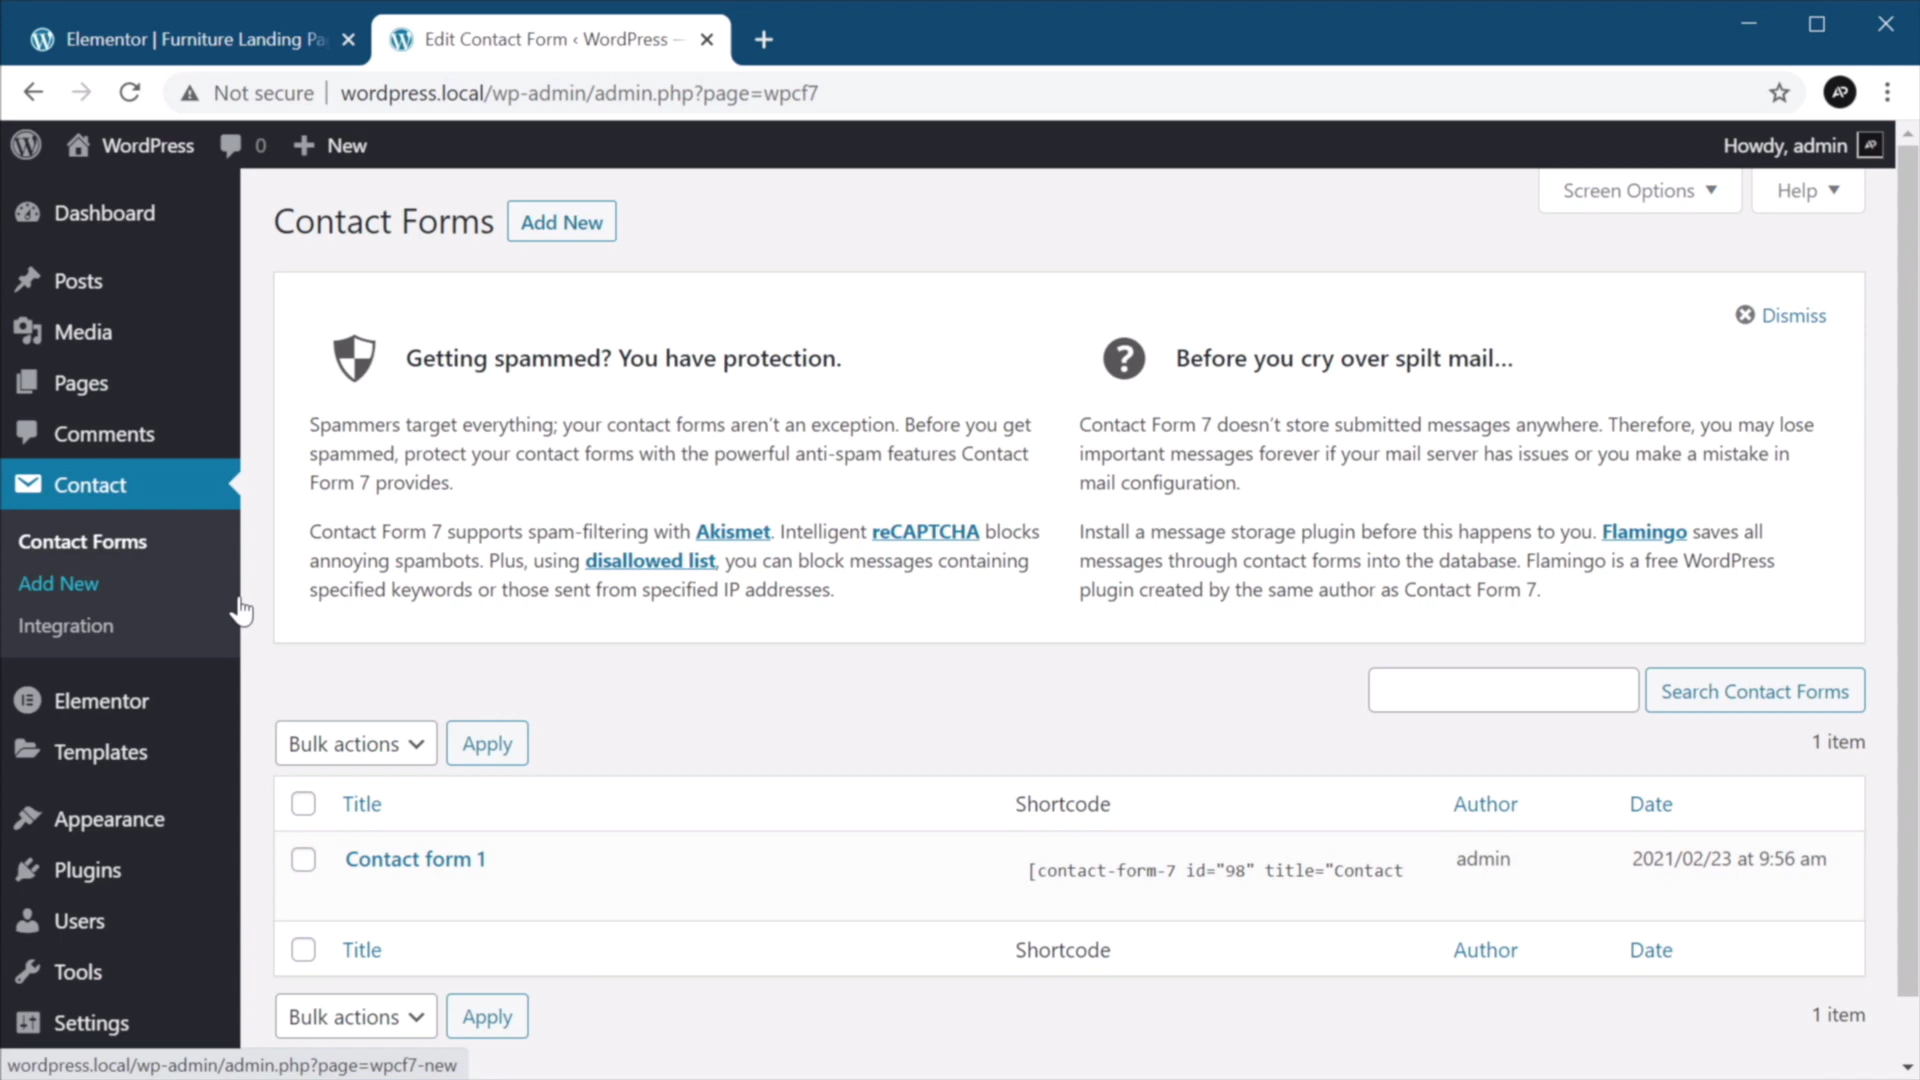 Elementor | Furniture Landing Pa
Edit Contact Form ‹ WordPress —
Not secure | wordpress.local/wp-admin/admin.php?page=wpcf7
WordPress 0 New
Howdy, admin
Dashboard
Posts
Media
Pages
Comments
Contact
Contact Forms
Add New
Integration
Elementor
Templates
Appearance
Plugins
Users
Tools
Settings
Screen Options
Help
Contact Forms
Add New
Dismiss
Getting spammed? You have protection.
Spammers target everything; your contact forms aren’t an exception. Before you get
spammed, protect your contact forms with the powerful anti-spam features Contact
Form 7 provides.
Contact Form 7 supports spam-filtering with Akismet. Intelligent reCAPTCHA blocks
annoying spambots. Plus, using disallowed list, you can block messages containing
specified keywords or those sent from specified IP addresses.
Before you cry over spilt mail…
Contact Form 7 doesn’t store submitted messages anywhere. Therefore, you may lose
important messages forever if your mail server has issues or you make a mistake in
mail configuration.
Install a message storage plugin before this happens to you. Flamingo saves all
messages through contact forms into the database. Flamingo is a free WordPress
plugin created by the same author as Contact Form 7.
Search Contact Forms
Bulk actions Apply
1 item
Title Shortcode Author Date
Contact form 1 [contact-form-7 id="98" title="Contact admin 2021/02/23 at 9:56 am
Title Shortcode Author Date
Bulk actions Apply
1 item
wordpress.local/wp-admin/admin.php?page=wpcf7-new